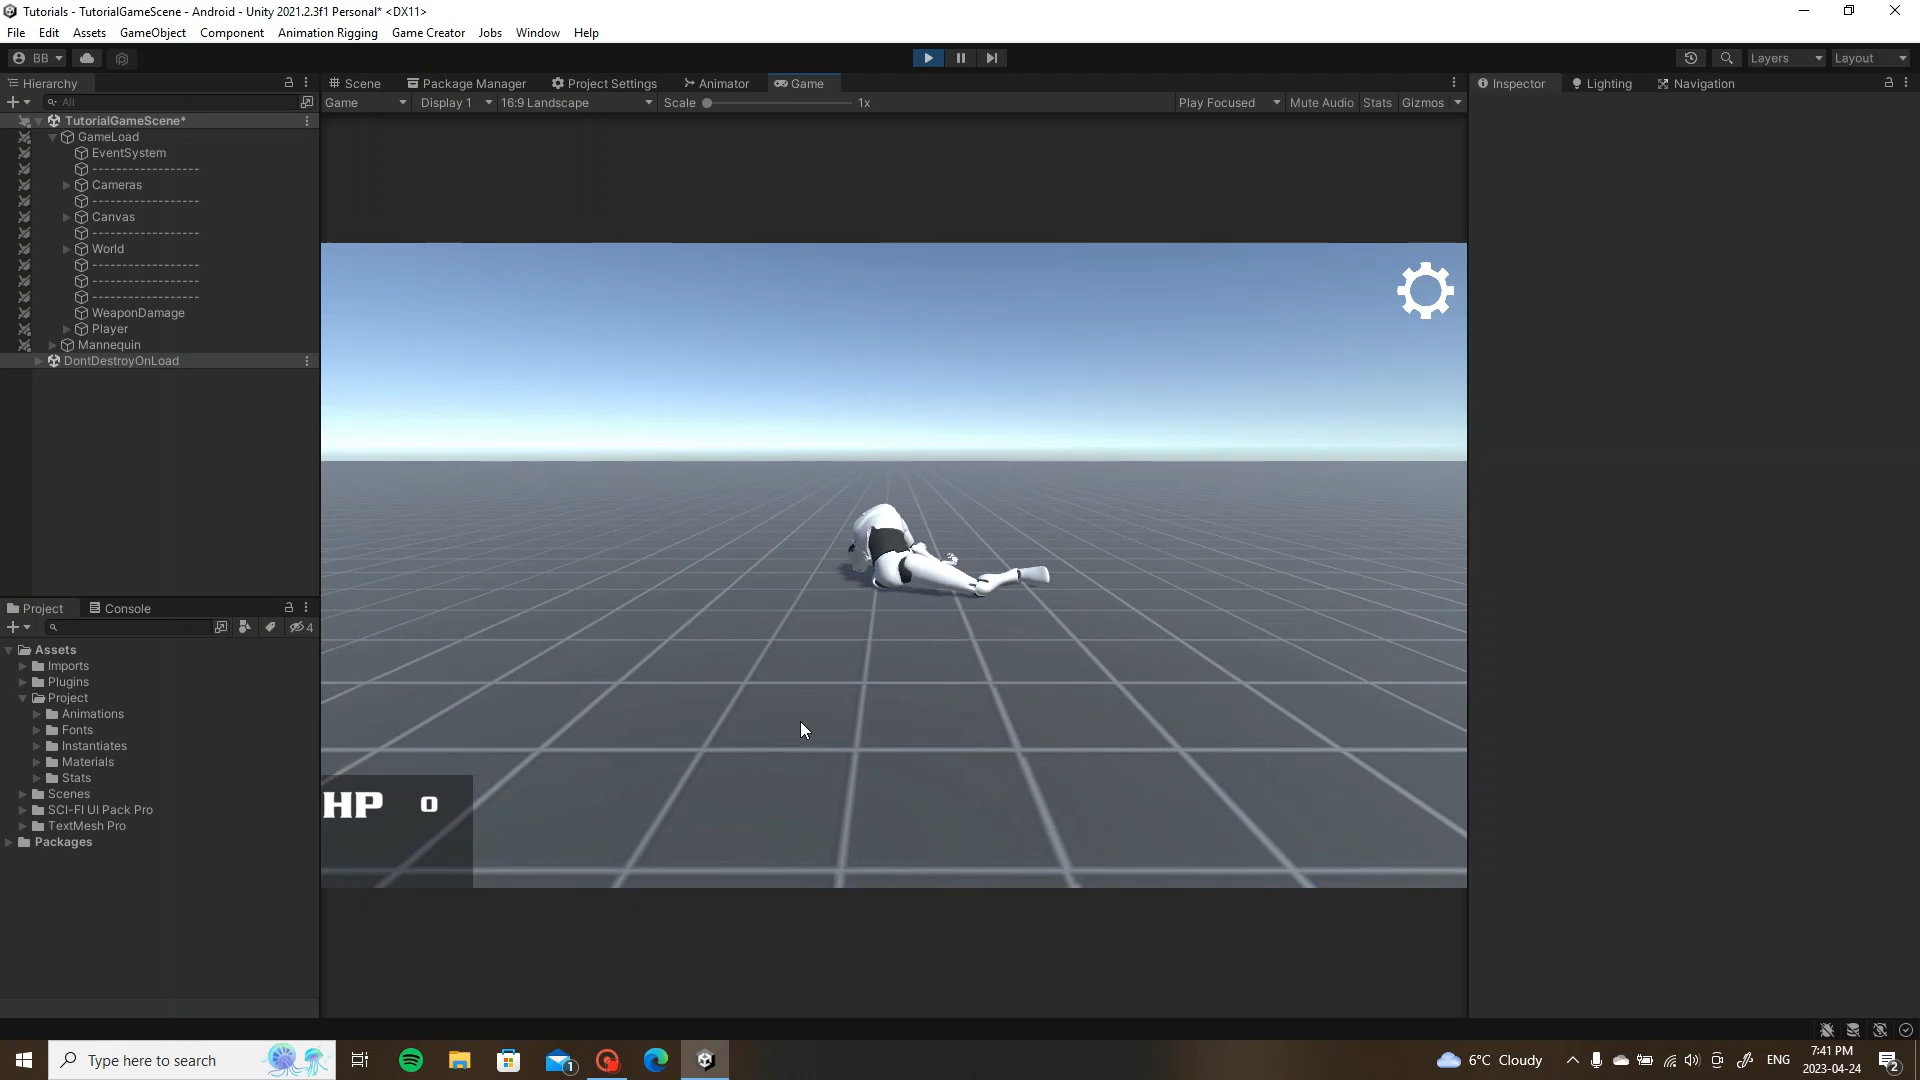 Tutorials - TutorialGameScene - Android - Unity 2021.2.3f1 Personal* <DX11>
File Edit Assets GameObject Component Animation Rigging Game Creator Jobs Window Help
BB Layers Layout
Hierarchy Scene Package Manager Project Settings Animator Game Inspector Lighting Navigation
All Game Display 1 16:9 Landscape Scale 1x Play Focused Mute Audio Stats Gizmos
TutorialGameScene*
GameLoad
EventSystem
------------------
Cameras
------------------
Canvas
------------------
World
------------------
------------------
------------------
WeaponDamage
Player
Mannequin
DontDestroyOnLoad
Project Console
4
Assets
Imports
Plugins
Project
Animations
Fonts
Instantiates
Materials
Stats
Scenes
SCI-FI UI Pack Pro
TextMesh Pro
Packages
HP 0
Type here to search 1 6°C Cloudy ENG 7:41 PM 2023-04-24 2